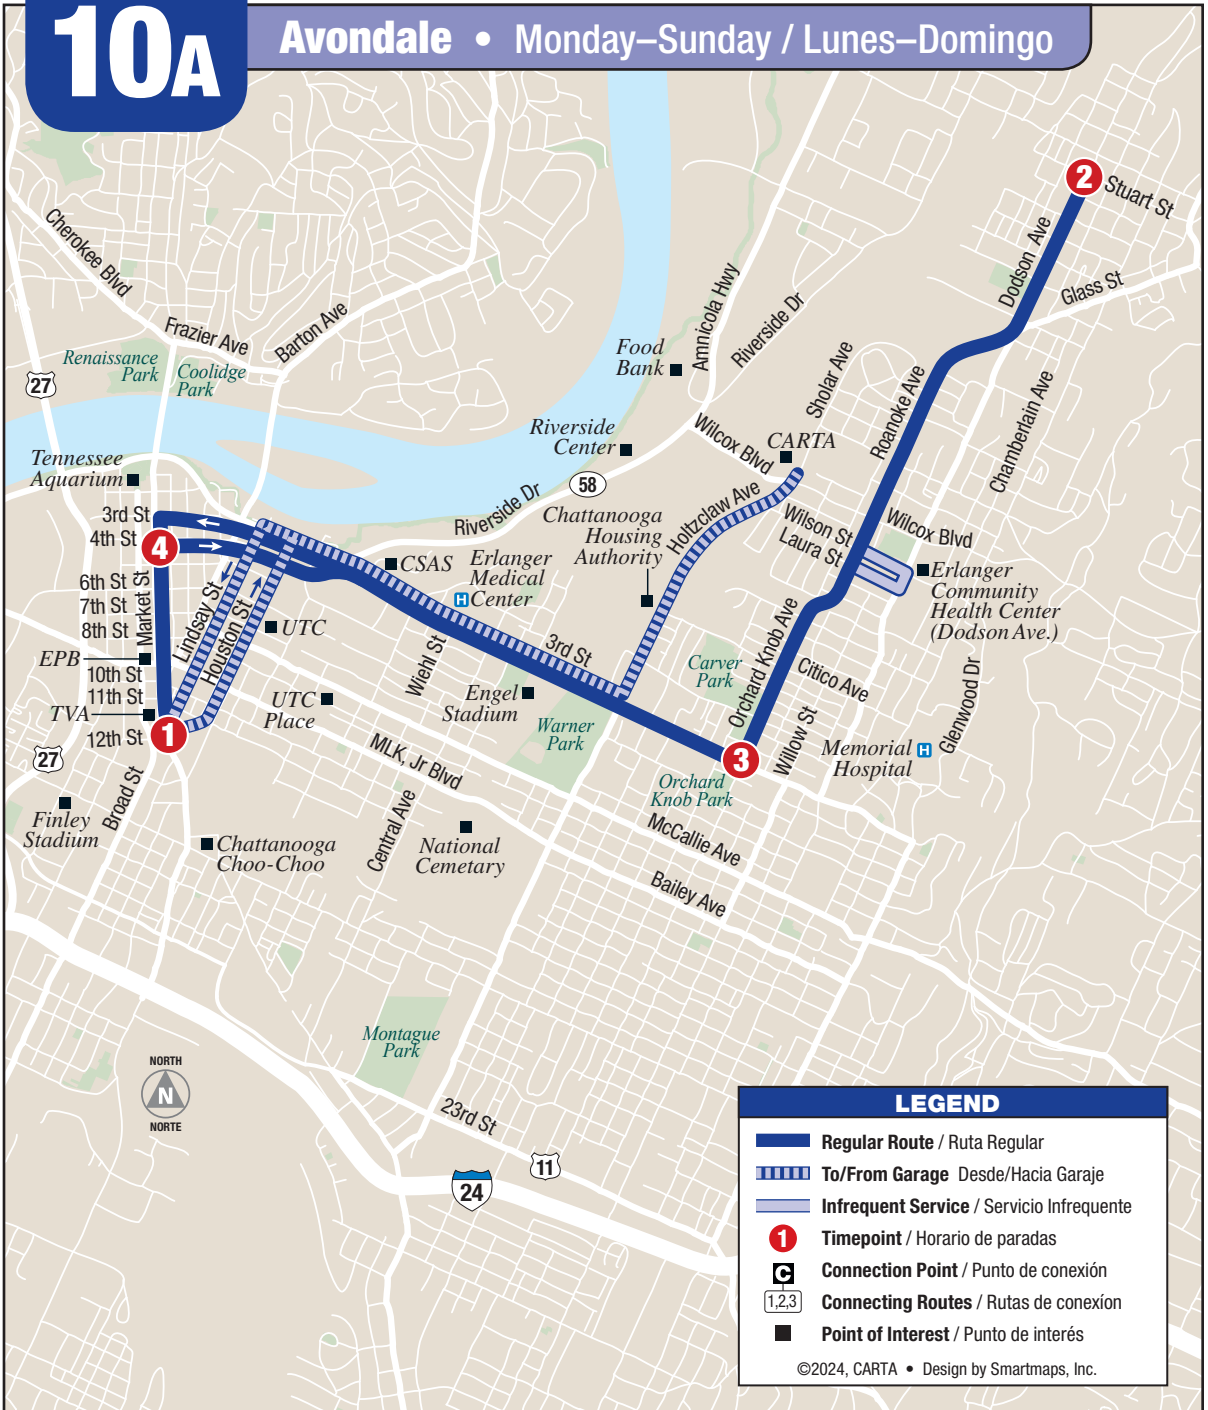 10A
Avondale • Monday–Sunday / Lunes–Domingo
Stuart St
Dodson Ave
Glass St
Cherokee Blvd
Frazier Ave
Barton Ave
Amnicola Hwy
Riverside Dr
Renaissance
Park
Coolidge
Park
27
Food
Bank
Sholar Ave
Roanoke Ave
Chamberlain Ave
Riverside
Center
Wilcox Blvd
CARTA
Tennessee
Aquarium
58
Riverside Dr
Chattanooga
Housing
Authority
Holtzclaw Ave
Wilson St
Laura St
Wilcox Blvd
3rd St
4th St
6th St
7th St
8th St
Market St
10th St
11th St
12th St
Lindsay St
Houston St
CSAS
Erlanger
Medical
H Center
Erlanger
Community
Health Center
(Dodson Ave.)
UTC
EPB
TVA
UTC
Place
Wiehl St
3rd St
Engel
Stadium
Warner
Park
Carver
Park
Orchard Knob Ave
Citico Ave
Willow St
Glenwood Dr
Memorial
Hospital
H
Orchard
Knob Park
1
2
3
4
27
MLK, Jr Blvd
Broad St
Finley
Stadium
Chattanooga
Choo-Choo
Central Ave
National
Cemetary
McCallie Ave
Bailey Ave
Montague
Park
NORTH
N
NORTE
23rd St
11
24
LEGEND
Regular Route / Ruta Regular
To/From Garage Desde/Hacia Garaje
Infrequent Service / Servicio Infrequente
1 Timepoint / Horario de paradas
C Connection Point / Punto de conexión
1,2,3 Connecting Routes / Rutas de conexíon
Point of Interest / Punto de interés
©2024, CARTA • Design by Smartmaps, Inc.